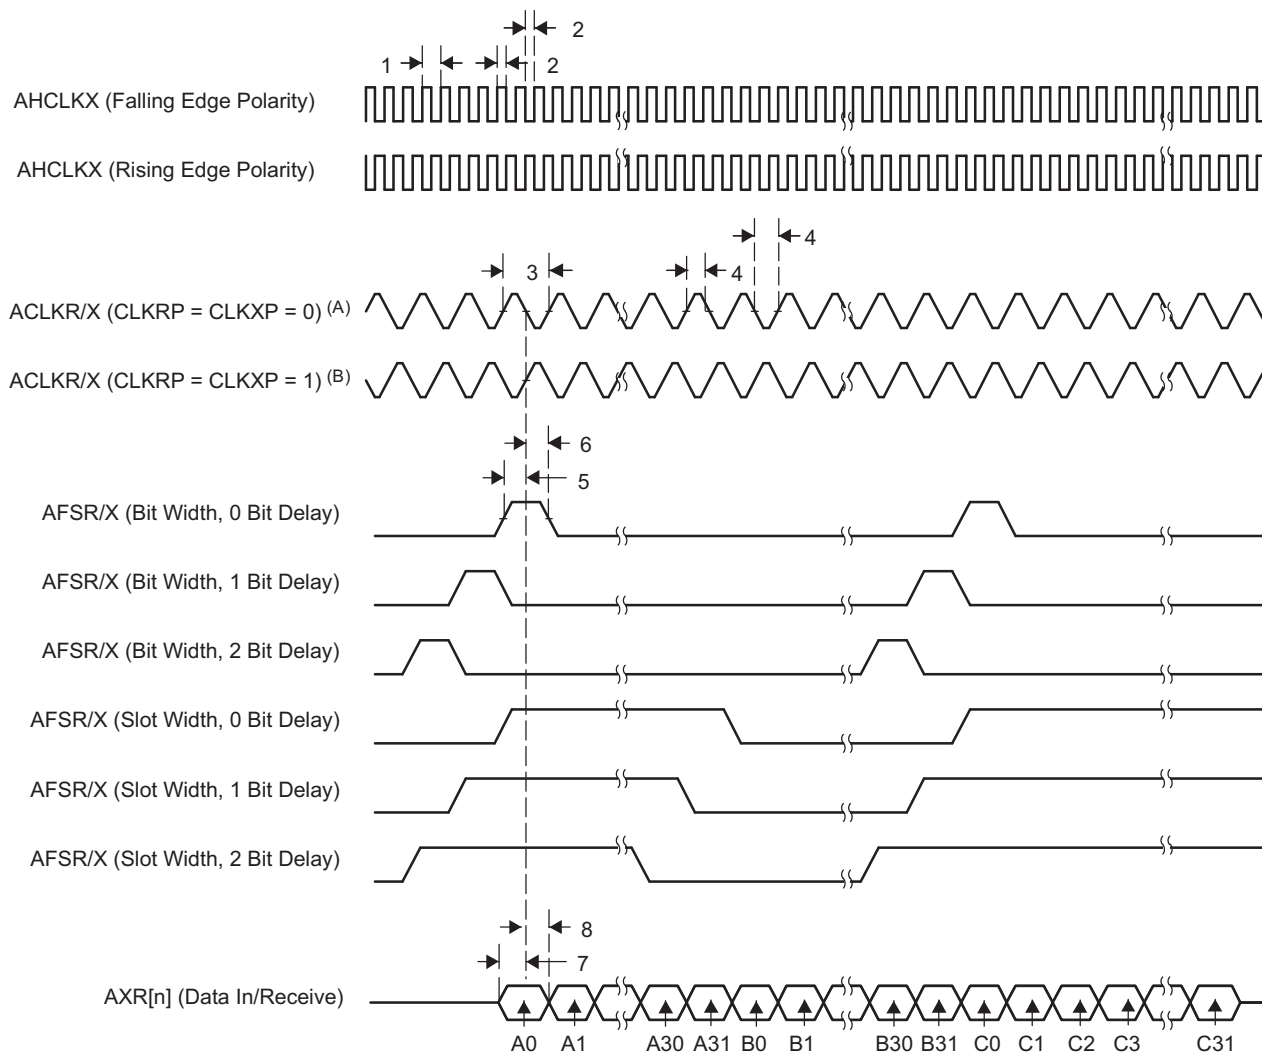 2
1
2
AHCLKX (Falling Edge Polarity)
AHCLKX (Rising Edge Polarity)
4
3
4
ACLKR/X (CLKRP = CLKXP = 0) (A)
ACLKR/X (CLKRP = CLKXP = 1) (B)
6
5
AFSR/X (Bit Width, 0 Bit Delay)
AFSR/X (Bit Width, 1 Bit Delay)
AFSR/X (Bit Width, 2 Bit Delay)
AFSR/X (Slot Width, 0 Bit Delay)
AFSR/X (Slot Width, 1 Bit Delay)
AFSR/X (Slot Width, 2 Bit Delay)
8
7
AXR[n] (Data In/Receive)
A0 A1 A30 A31 B0 B1 B30 B31 C0 C1 C2 C3 C31